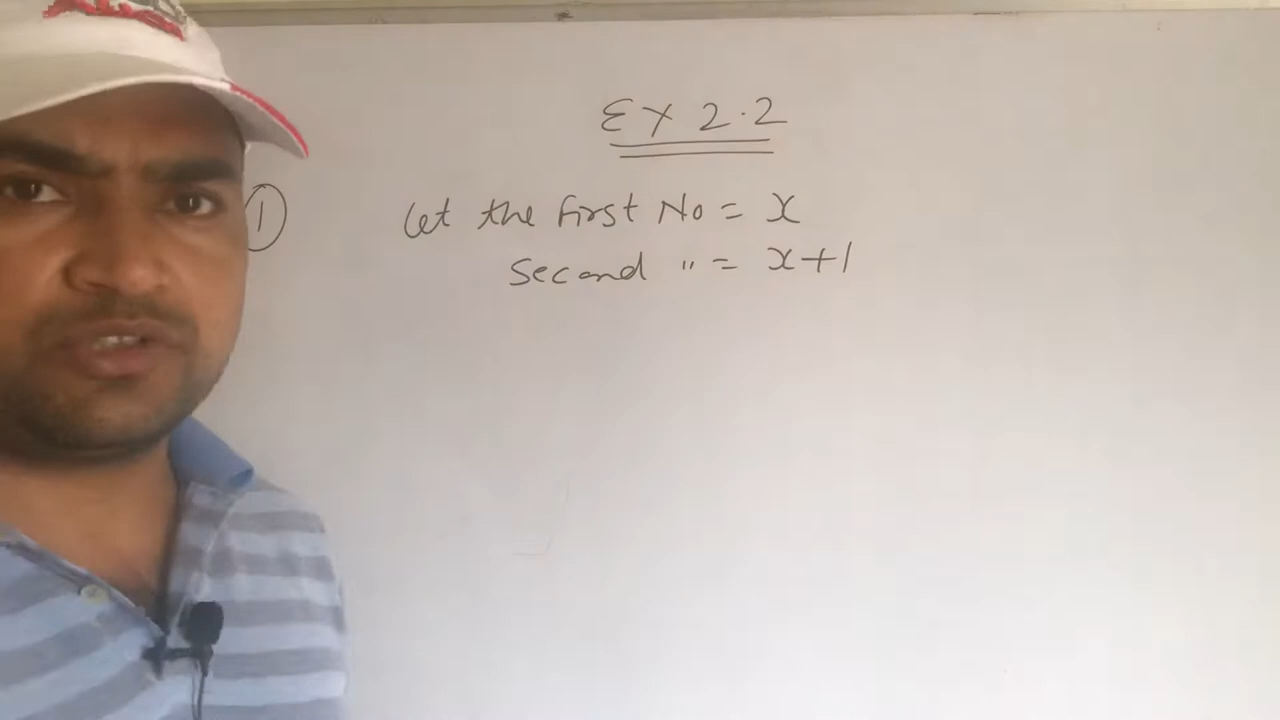 Ex 2.2
① Let the first No = x
Second " = x+1